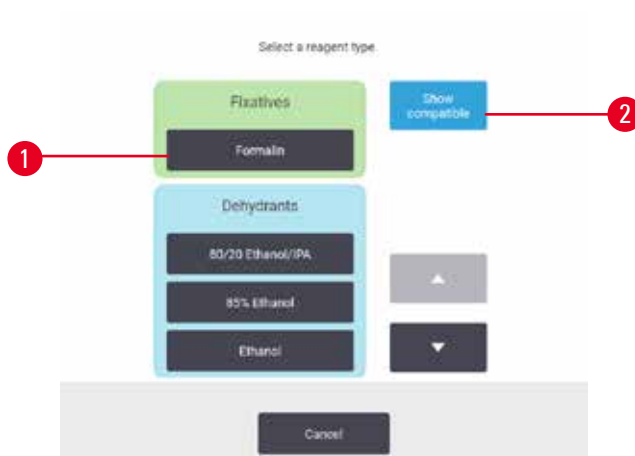 Select a reagent type.
Fixatives
Show
compatible
2
1
Formalin
Dehydrants
80/20 Ethanol/IPA
85% Ethanol
Ethanol
Cancel